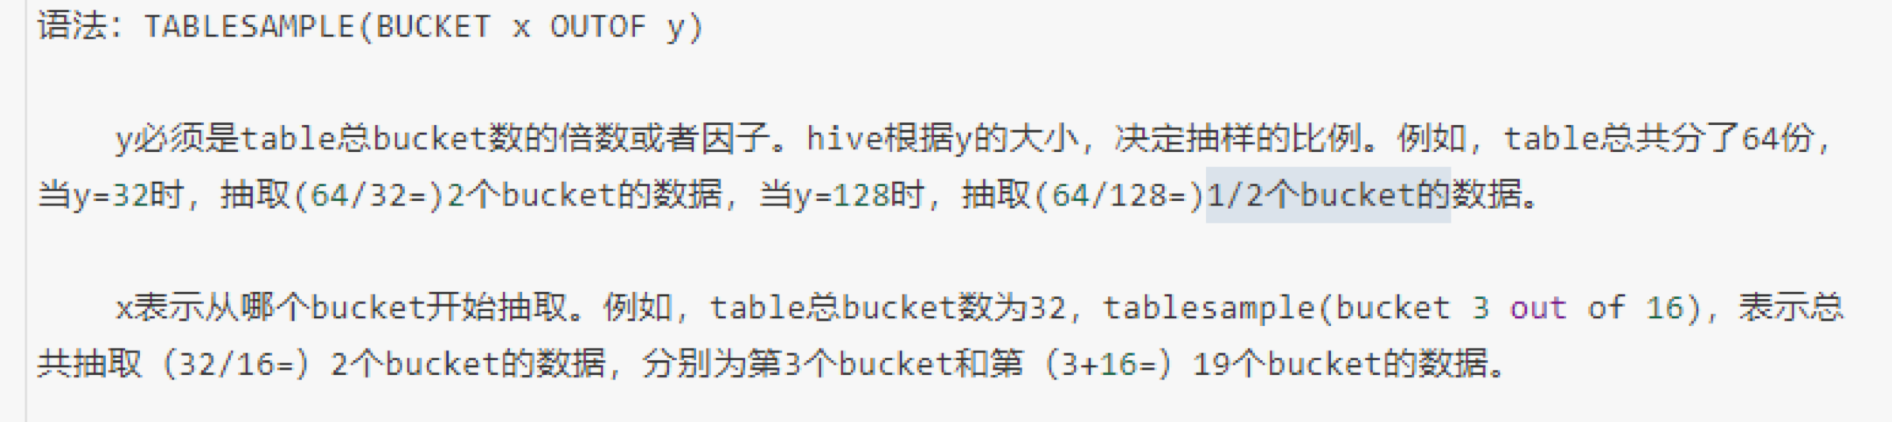 语法：TABLESAMPLE(BUCKET x OUTOF y)
y必须是table总bucket数的倍数或者因子。hive根据y的大小，决定抽样的比例。例如，table总共分了64份，
当y=32时，抽取(64/32=)2个bucket的数据，当y=128时，抽取(64/128=)1/2个bucket的数据。
x表示从哪个bucket开始抽取。例如，table总bucket数为32，tablesample(bucket 3 out of 16)，表示总
共抽取（32/16=）2个bucket的数据，分别为第3个bucket和第（3+16=）19个bucket的数据。